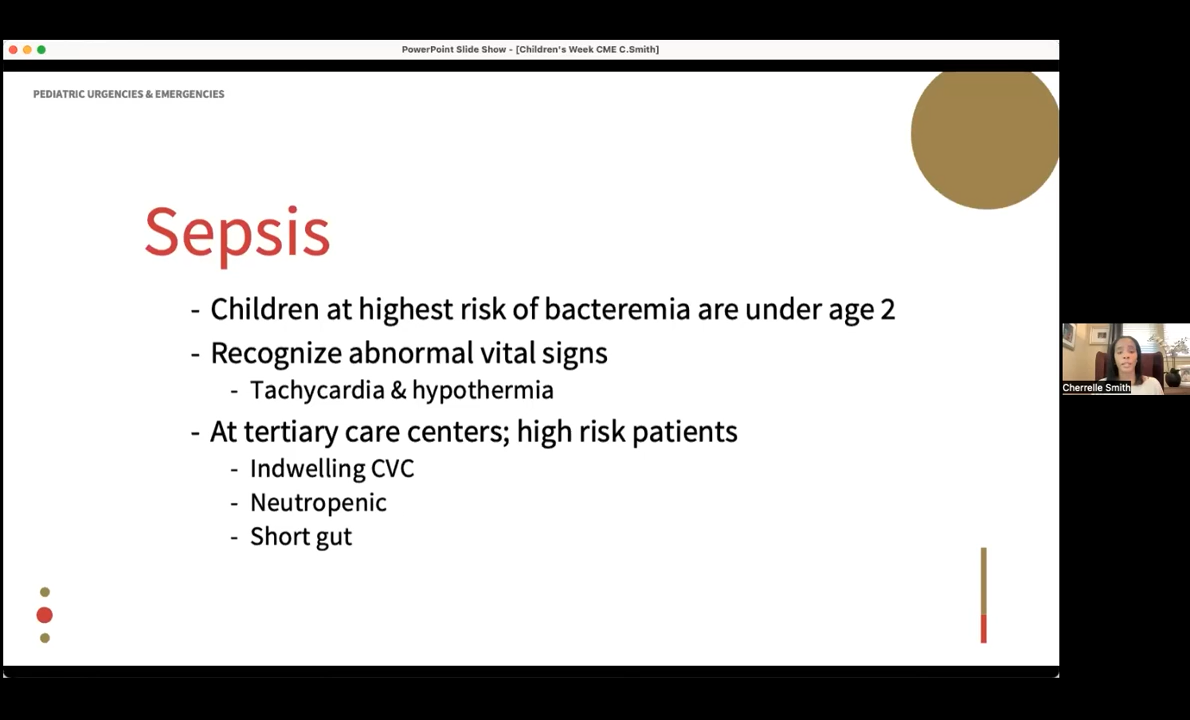 PowerPoint Slide Show - [Children's Week CME C.Smith]
PEDIATRIC URGENCIES & EMERGENCIES
Sepsis
- Children at highest risk of bacteremia are under age 2
- Recognize abnormal vital signs
- Tachycardia & hypothermia
- At tertiary care centers; high risk patients
- Indwelling CVC
- Neutropenic
- Short gut
Cherrelle Smith